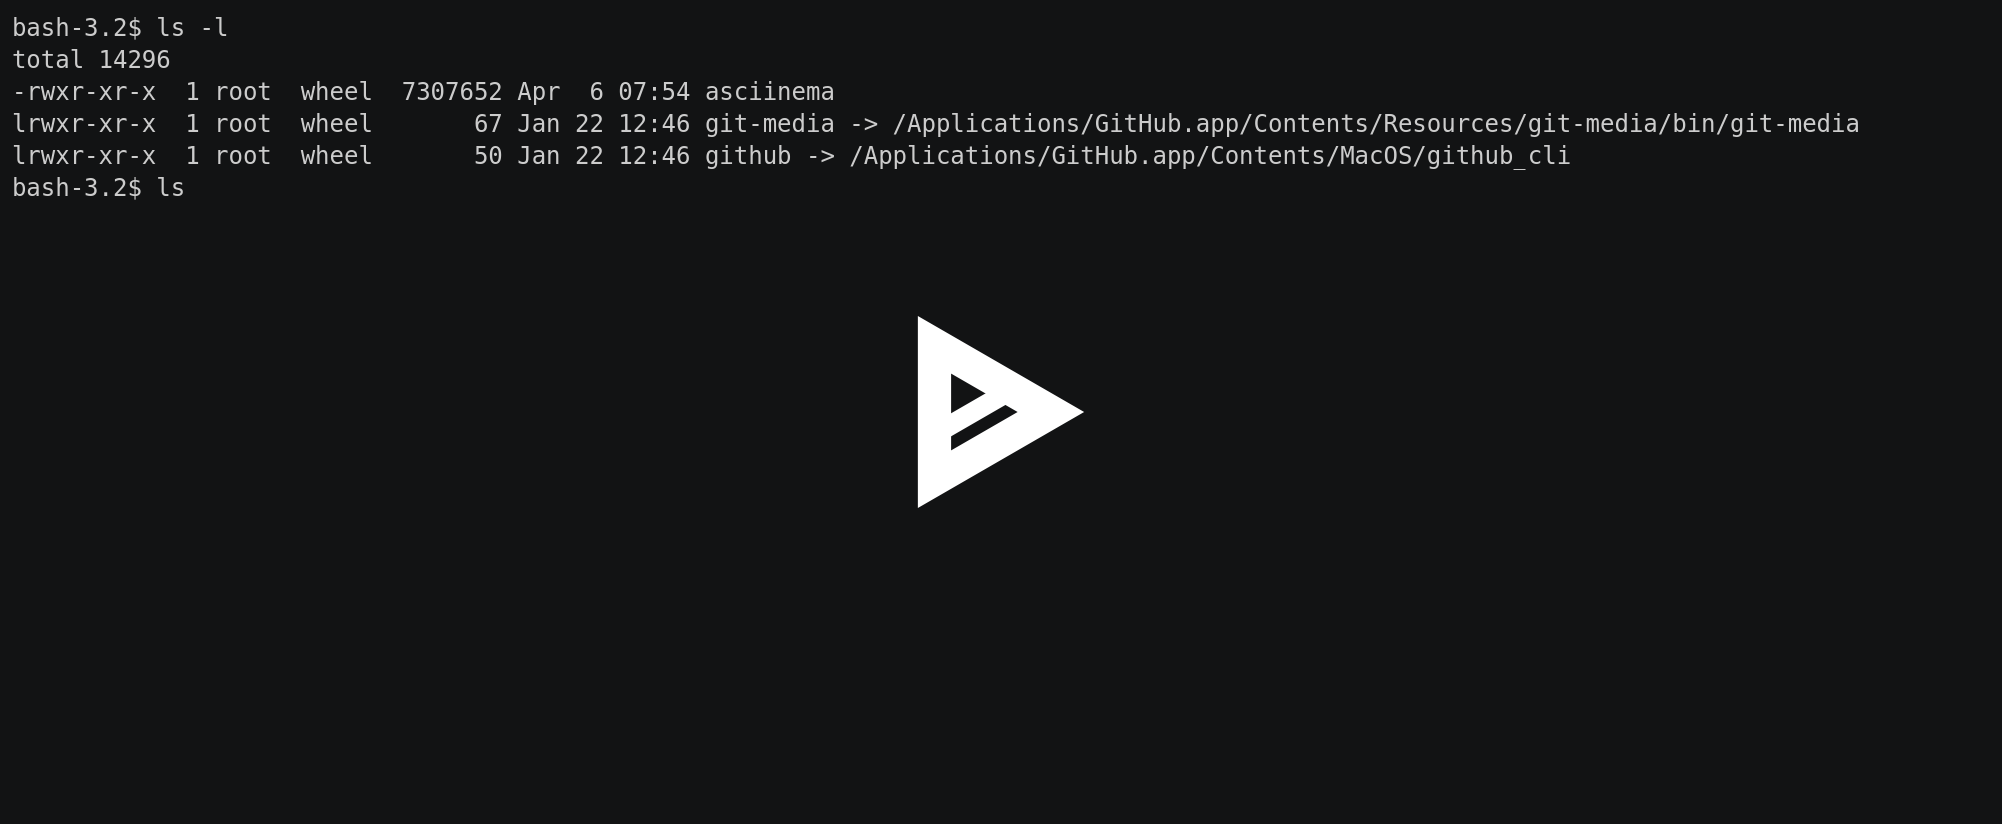 bash-3.2$ ls -l
total 14296
-rwxr-xr-x  1 root  wheel  7307652 Apr  6 07:54 asciinema
lrwxr-xr-x  1 root  wheel       67 Jan 22 12:46 git-media -> /Applications/GitHub.app/Contents/Resources/git-media/bin/git-media
lrwxr-xr-x  1 root  wheel       50 Jan 22 12:46 github -> /Applications/GitHub.app/Contents/MacOS/github_cli
bash-3.2$ ls